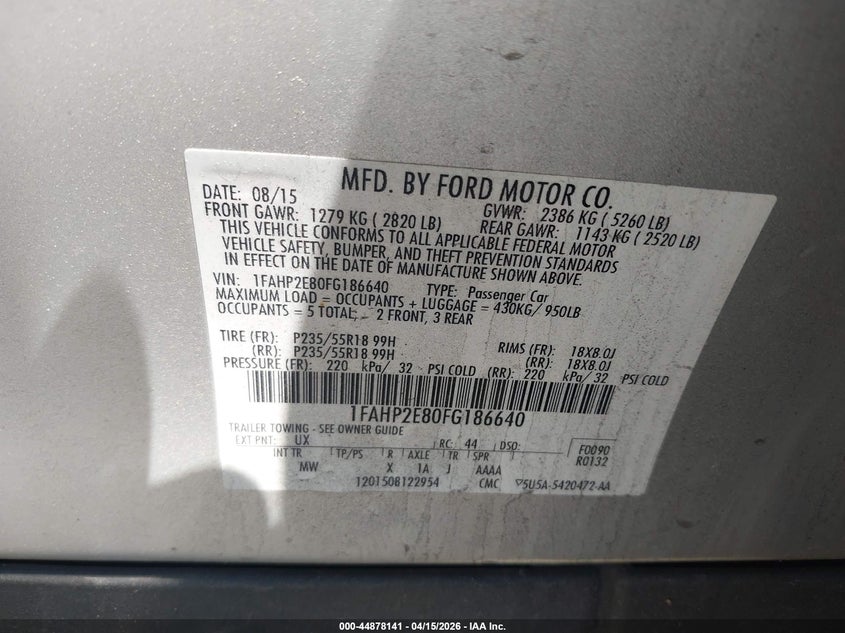 MFD. BY FORD MOTOR CO.
DATE: 08/15 GVWR: 2386 KG ( 5260 LB)
FRONT GAWR: 1279 KG ( 2820 LB) REAR GAWR: 1143 KG ( 2520 LB)
THIS VEHICLE CONFORMS TO ALL APPLICABLE FEDERAL MOTOR
VEHICLE SAFETY, BUMPER, AND THEFT PREVENTION STANDARDS
IN EFFECT ON THE DATE OF MANUFACTURE SHOWN ABOVE.
VIN: 1FAHP2E80FG186640 TYPE: Passenger Car
MAXIMUM LOAD = OCCUPANTS + LUGGAGE = 430KG/ 950LB
OCCUPANTS = 5 TOTAL, - 2 FRONT, 3 REAR
TIRE (FR): P235/55R18 99H RIMS (FR): 18X8.0J
(RR): P235/55R18 99H (RR): 18X8.0J
PRESSURE (FR): 220 kPa/ 32 PSI COLD (RR): 220 kPa/ 32 PSI COLD
1FAHP2E80FG186640
TRAILER TOWING - SEE OWNER GUIDE
EXT PNT: UX RC: 44 DSO: F0090
INT TR TP/PS R AXLE TR SPR R0132
MW X 1A J AAAA
1201508122954 CMC ▽5U5A-5420472-AA
000-44878141 | 04/15/2026 | IAA Inc.